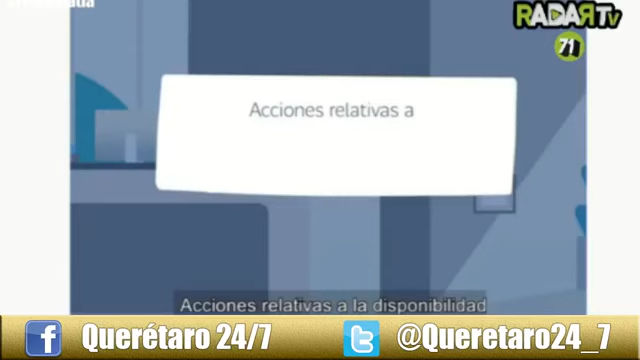 RADAR TV
71
Acciones relativas a
Acciones relativas a la disponibilidad
Querétaro 24/7
@Queretaro24_7